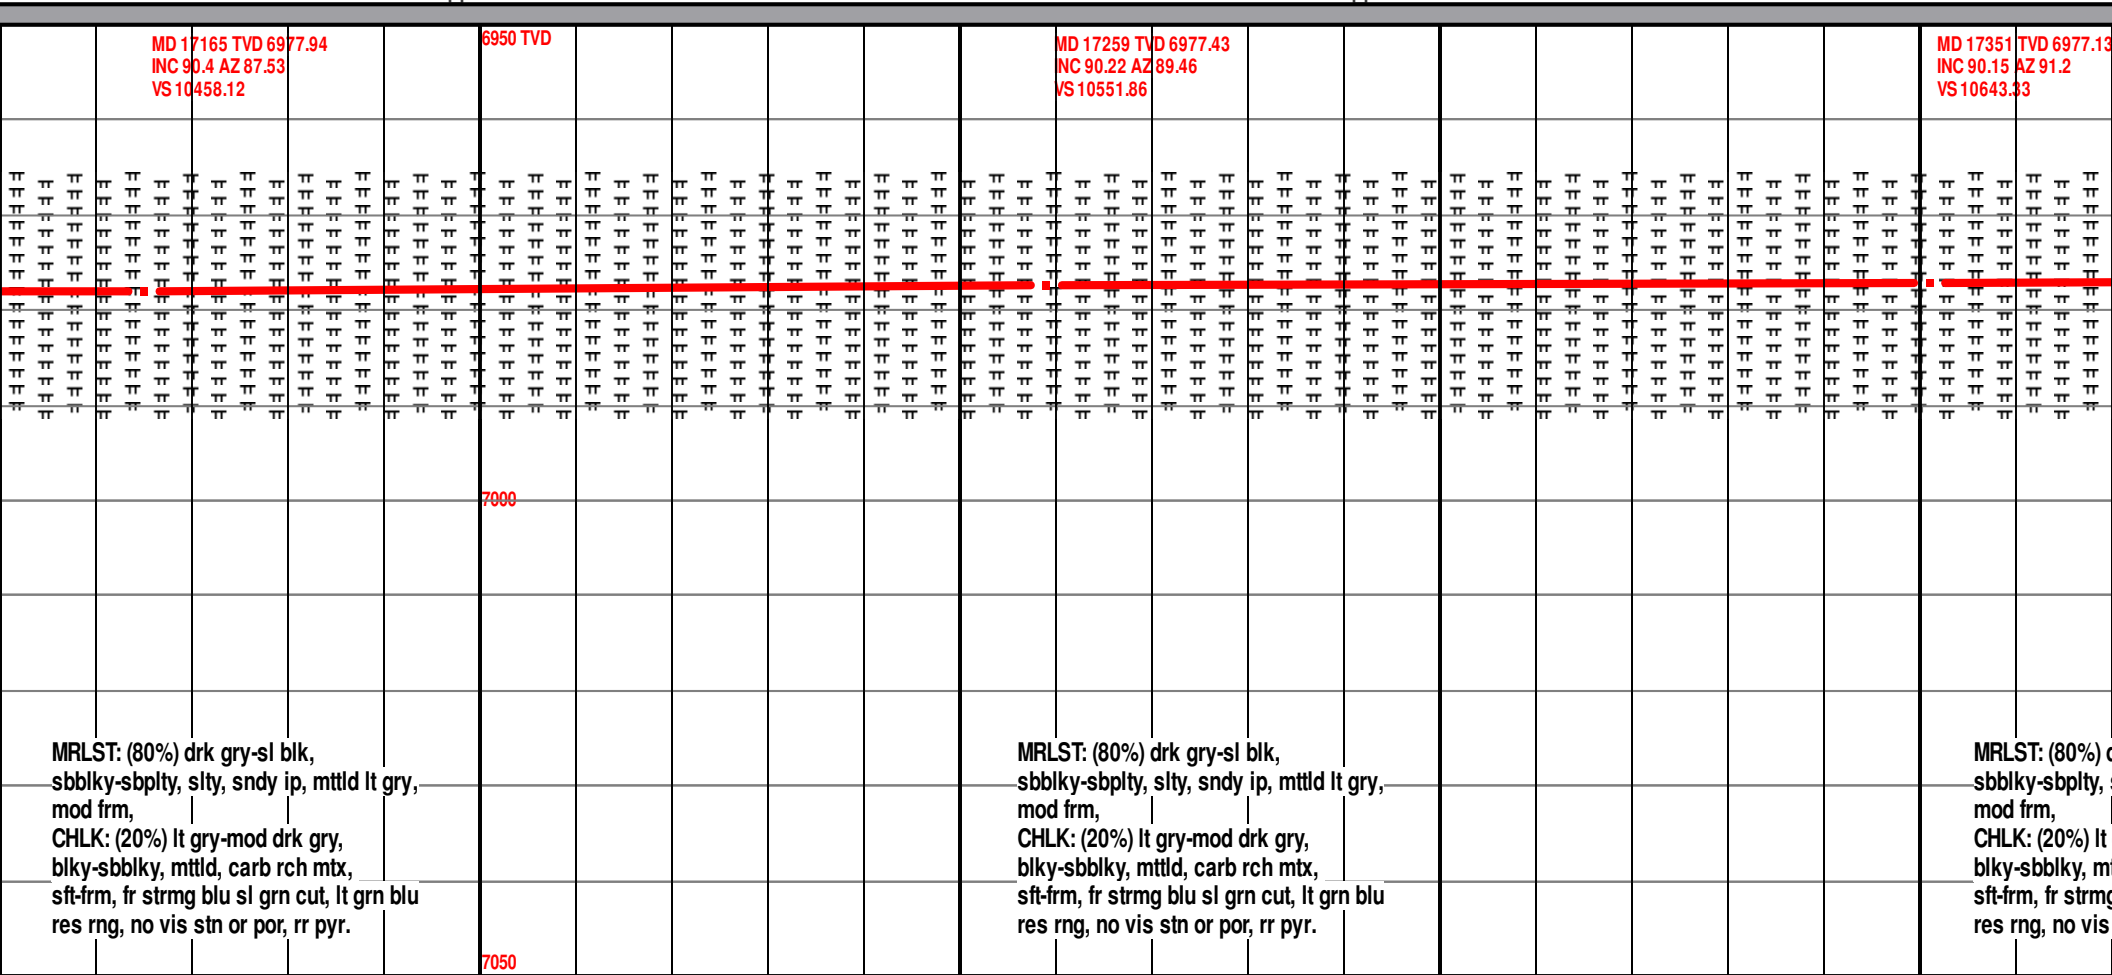 MD 17165 TVD 6977.94
INC 90.4 AZ 87.53
VS 10458.12
6950 TVD
MD 17259 TVD 6977.43
INC 90.22 AZ 89.46
VS 10551.86
MD 17351 TVD 6977.13
INC 90.15 AZ 91.2
VS 10643.33
7000
MRLST: (80%) drk gry-sl blk,
sbblky-sbplty, slty, sndy ip, mttld lt gry,
mod frm,
CHLK: (20%) lt gry-mod drk gry,
blky-sbblky, mttld, carb rch mtx,
sft-frm, fr strmg blu sl grn cut, lt grn blu
res rng, no vis stn or por, rr pyr.
MRLST: (80%) drk gry-sl blk,
sbblky-sbplty, slty, sndy ip, mttld lt gry,
mod frm,
CHLK: (20%) lt gry-mod drk gry,
blky-sbblky, mttld, carb rch mtx,
sft-frm, fr strmg blu sl grn cut, lt grn blu
res rng, no vis stn or por, rr pyr.
MRLST: (80%)
sbblky-sbplty,
mod frm,
CHLK: (20%) lt
blky-sbblky,
sft-frm, fr strmg
res rng, no vis
7050